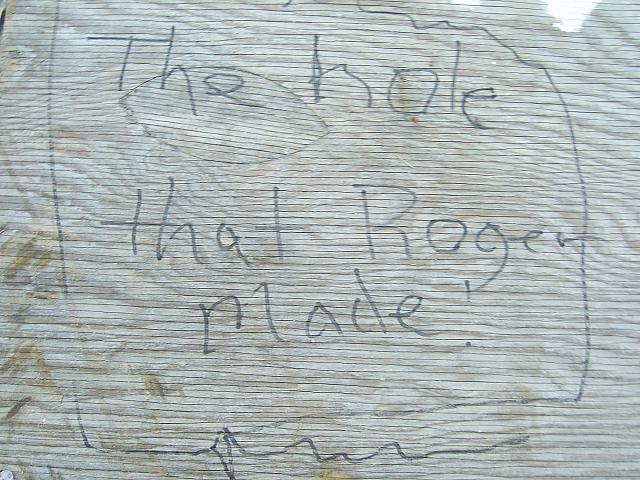 The hole
that Roger
made!